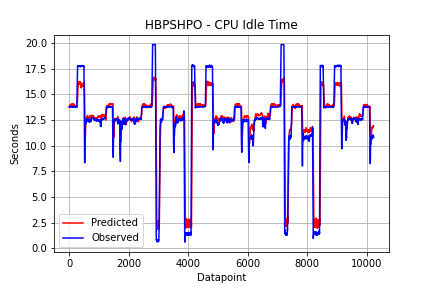 HBPSHPO - CPU Idle Time
20.0
17.5
15.0
12.5
10.0
7.5
5.0
2.5
0.0
Seconds
Predicted
Observed
0 2000 4000 6000 8000 10000
Datapoint